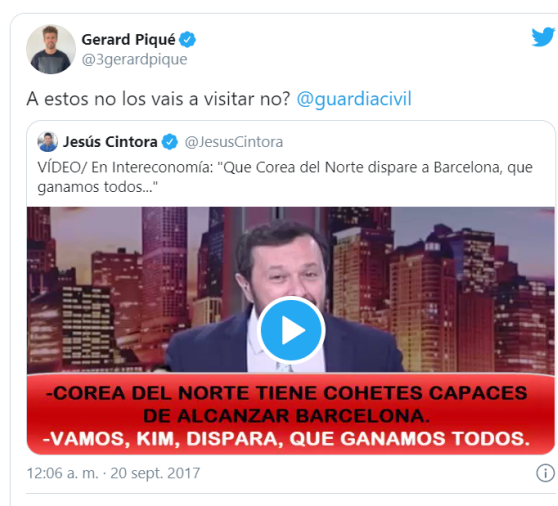 Gerard Piqué
@3gerardpique
A estos no los vais a visitar no? @guardiacivil
Jesús Cintora @JesusCintora
VÍDEO/ En Intereconomía: "Que Corea del Norte dispare a Barcelona, que
ganamos todos..."
-COREA DEL NORTE TIENE COHETES CAPACES
DE ALCANZAR BARCELONA.
-VAMOS, KIM, DISPARA, QUE GANAMOS TODOS.
12:06 a. m. · 20 sept. 2017